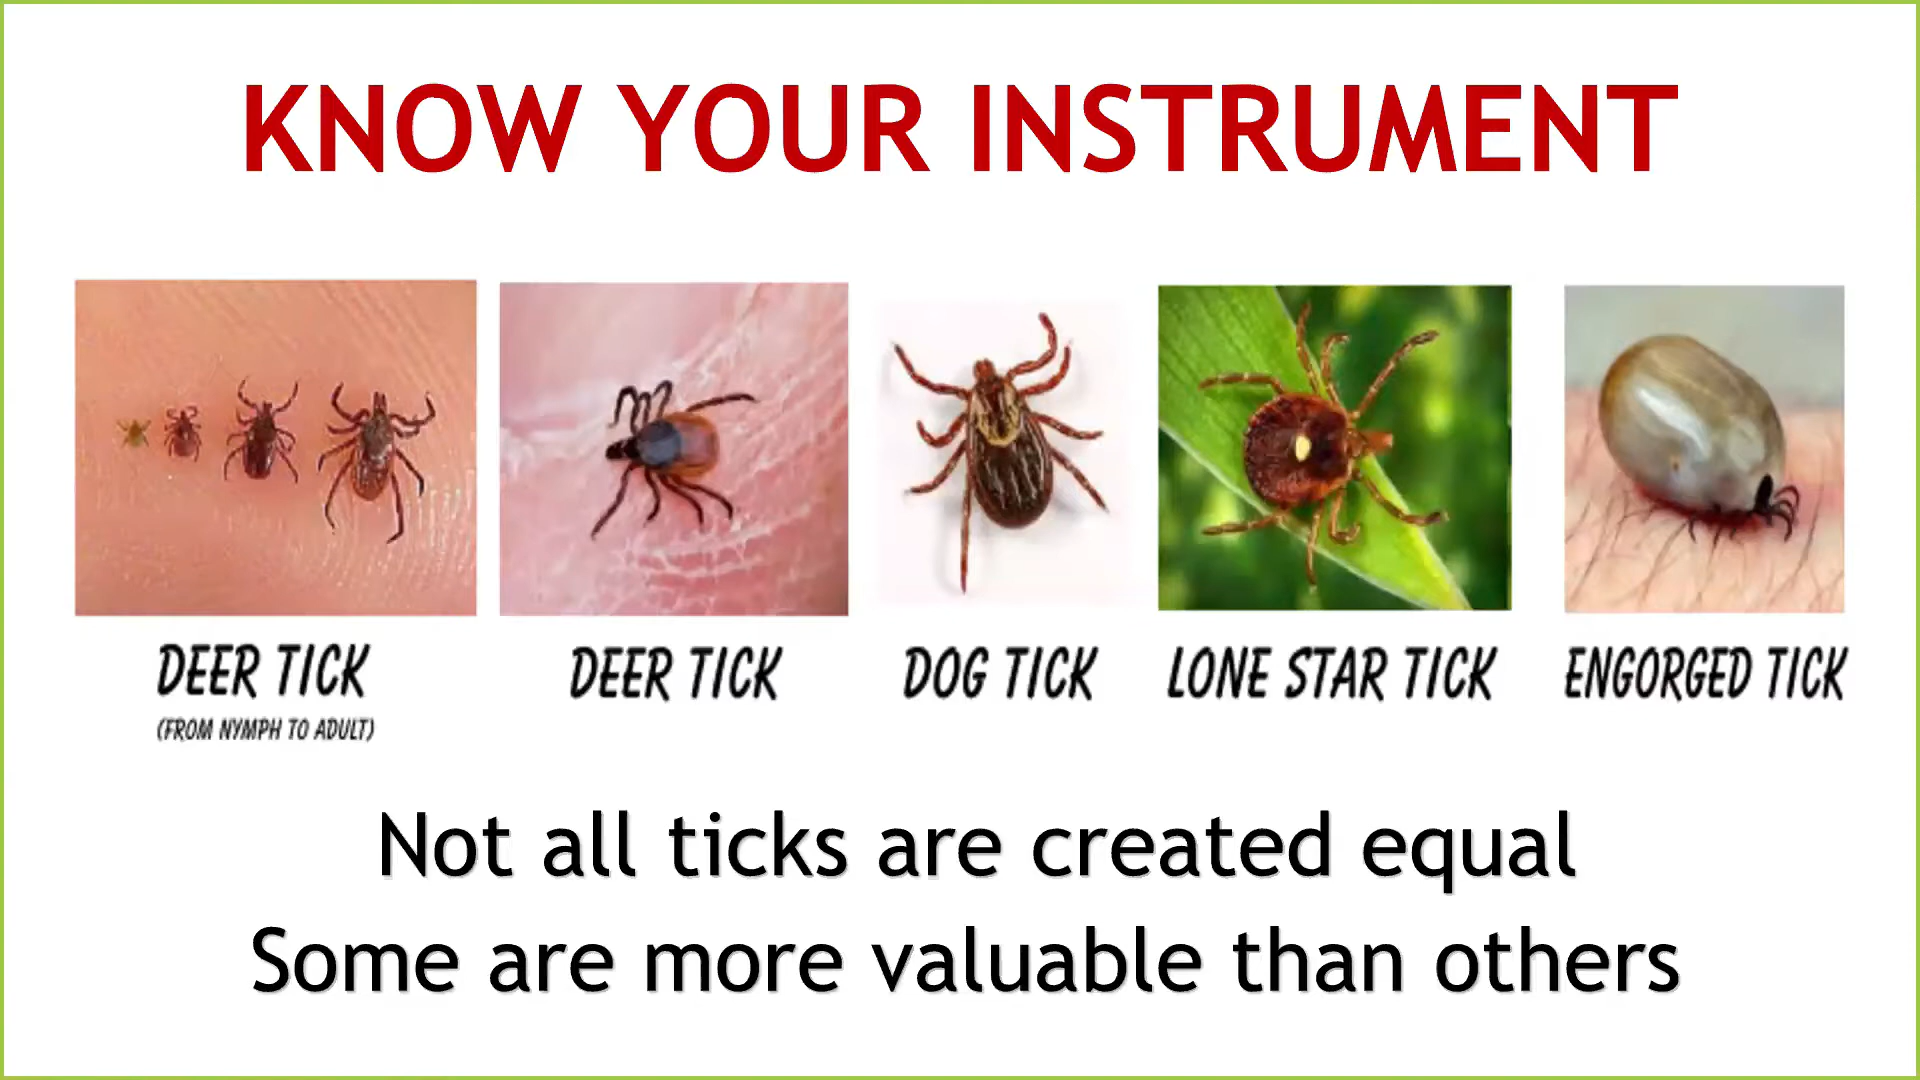 KNOW YOUR INSTRUMENT
DEER TICK
(FROM NYMPH TO ADULT)
DEER TICK
DOG TICK
LONE STAR TICK
ENGORGED TICK
Not all ticks are created equal
Some are more valuable than others